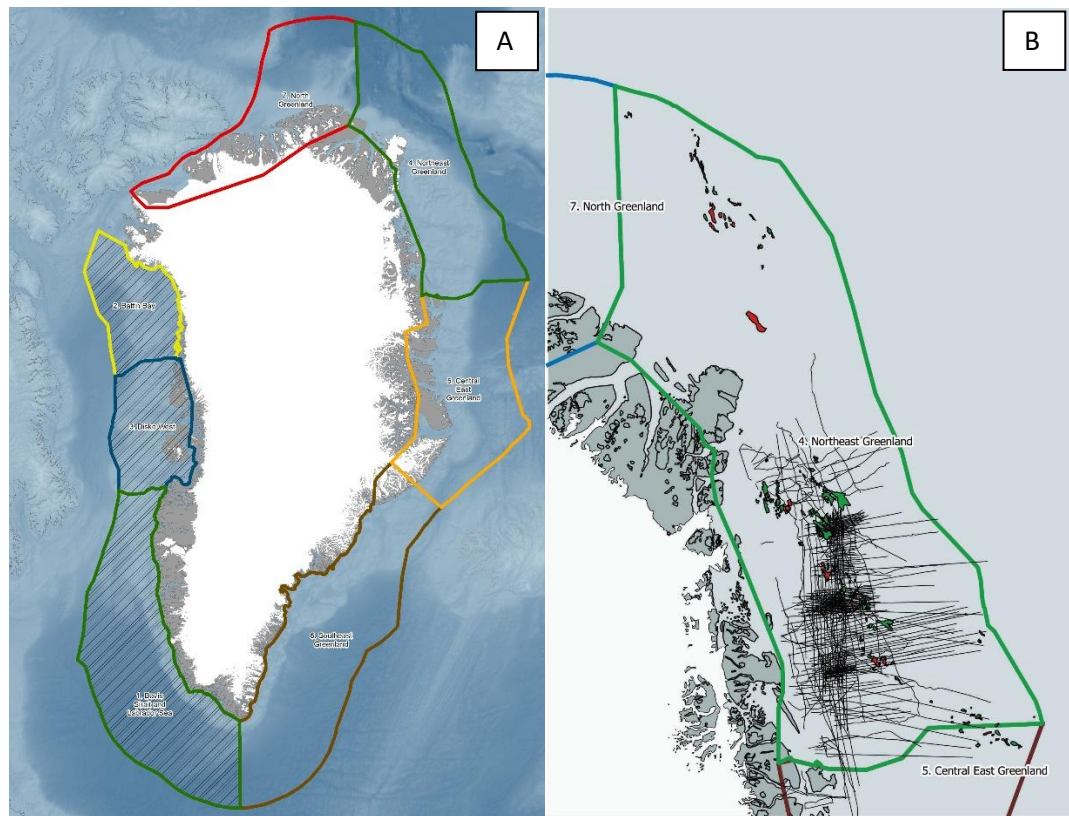 A
7. North
Greenland
4. Northeast
Greenland
2. Baffin Bay
3. Disko West
5. Central
East
Greenland
6. Southeast
Greenland
1. Davis
Strait and
Labrador Sea
B
7. North Greenland
4. Northeast Greenland
5. Central East Greenland